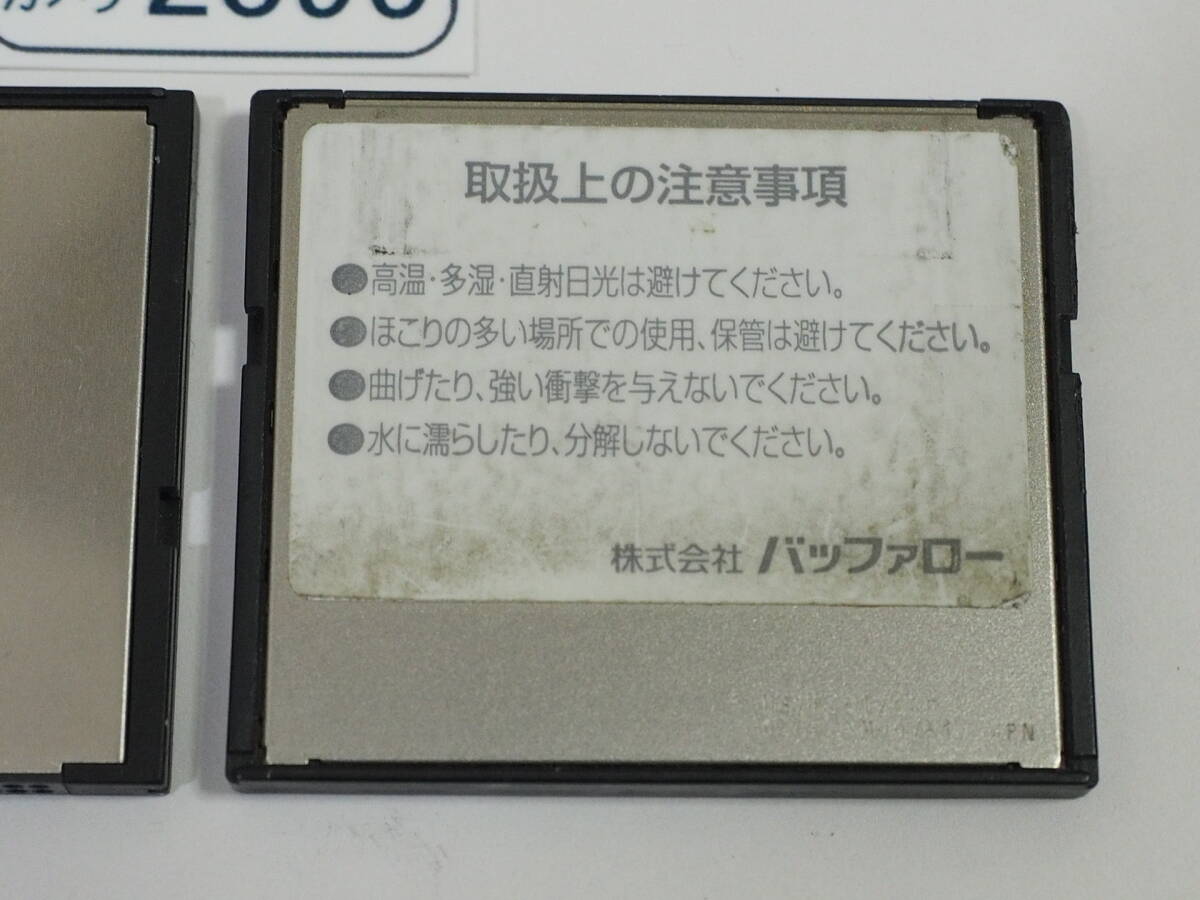 取扱上の注意事項
●高温・多湿・直射日光は避けてください。
●ほこりの多い場所での使用、保管は避けてください。
●曲げたり、強い衝撃を与えないでください。
●水に濡らしたり、分解しないでください。
株式会社 バッファロー
PN